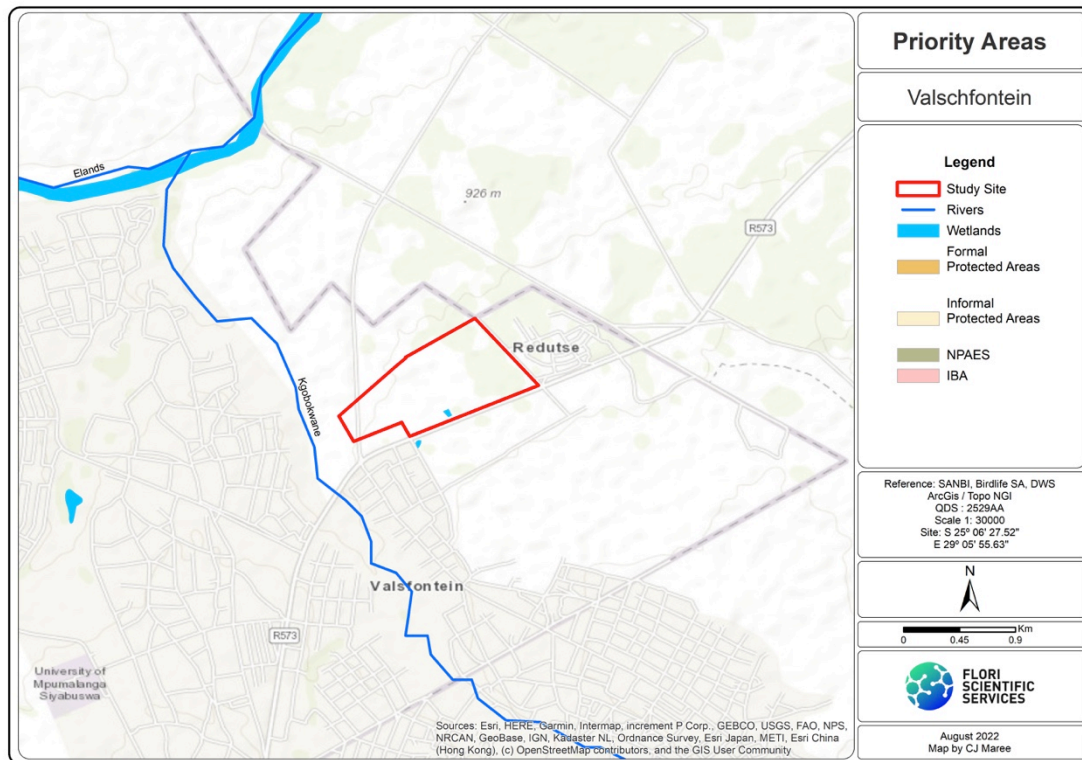 Priority Areas
Valschfontein
Legend
Study Site
Rivers
Wetlands
Formal
Protected Areas
Informal
Protected Areas
NPAES
IBA
Reference: SANBI, Birdlife SA, DWS
ArcGis / Topo NGI
QDS : 2529AA
Scale 1: 30000
Site: S 25º 06' 27.52"
E 29º 05' 55.63"
N
Km
0 0.45 0.9
FLORI
SCIENTIFIC
SERVICES
August 2022
Map by CJ Maree
Elands
926 m
R573
Redutse
Kgobokwane
Valsfontein
R573
University of
Mpumalanga
Siyabuswa
Sources: Esri, HERE, Garmin, Intermap, increment P Corp., GEBCO, USGS, FAO, NPS,
NRCAN, GeoBase, IGN, Kadaster NL, Ordnance Survey, Esri Japan, METI, Esri China
(Hong Kong), (c) OpenStreetMap contributors, and the GIS User Community